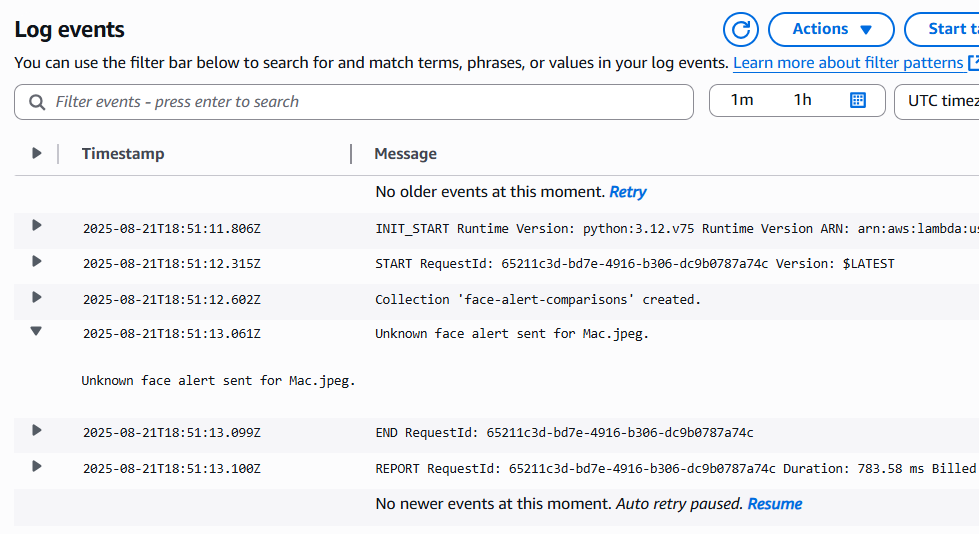 Log events
Actions
Start ta
You can use the filter bar below to search for and match terms, phrases, or values in your log events. Learn more about filter patterns
Filter events - press enter to search
1m 1h
UTC timez
Timestamp Message
No older events at this moment. Retry
2025-08-21T18:51:11.806Z INIT_START Runtime Version: python:3.12.v75 Runtime Version ARN: arn:aws:lambda:us
2025-08-21T18:51:12.315Z START RequestId: 65211c3d-bd7e-4916-b306-dc9b0787a74c Version: $LATEST
2025-08-21T18:51:12.602Z Collection 'face-alert-comparisons' created.
2025-08-21T18:51:13.061Z Unknown face alert sent for Mac.jpeg.
Unknown face alert sent for Mac.jpeg.
2025-08-21T18:51:13.099Z END RequestId: 65211c3d-bd7e-4916-b306-dc9b0787a74c
2025-08-21T18:51:13.100Z REPORT RequestId: 65211c3d-bd7e-4916-b306-dc9b0787a74c Duration: 783.58 ms Billed
No newer events at this moment. Auto retry paused. Resume